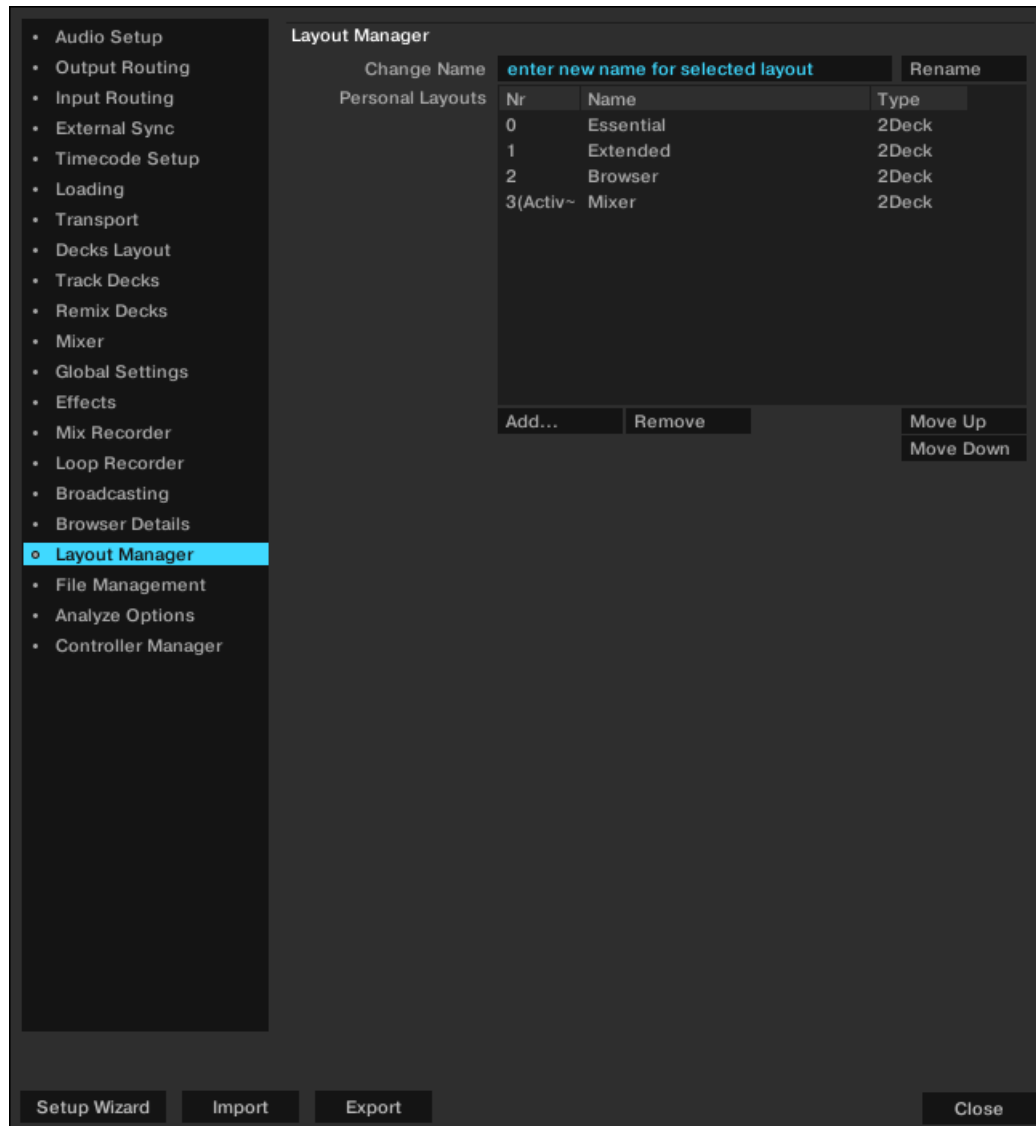 Audio Setup
Output Routing
Input Routing
External Sync
Timecode Setup
Loading
Transport
Decks Layout
Track Decks
Remix Decks
Mixer
Global Settings
Effects
Mix Recorder
Loop Recorder
Broadcasting
Browser Details
Layout Manager
File Management
Analyze Options
Controller Manager
Layout Manager
Change Name enter new name for selected layout Rename
Personal Layouts Nr Name Type
0 Essential 2Deck
1 Extended 2Deck
2 Browser 2Deck
3(Activ~ Mixer 2Deck
Add... Remove Move Up
Move Down
Setup Wizard Import Export Close